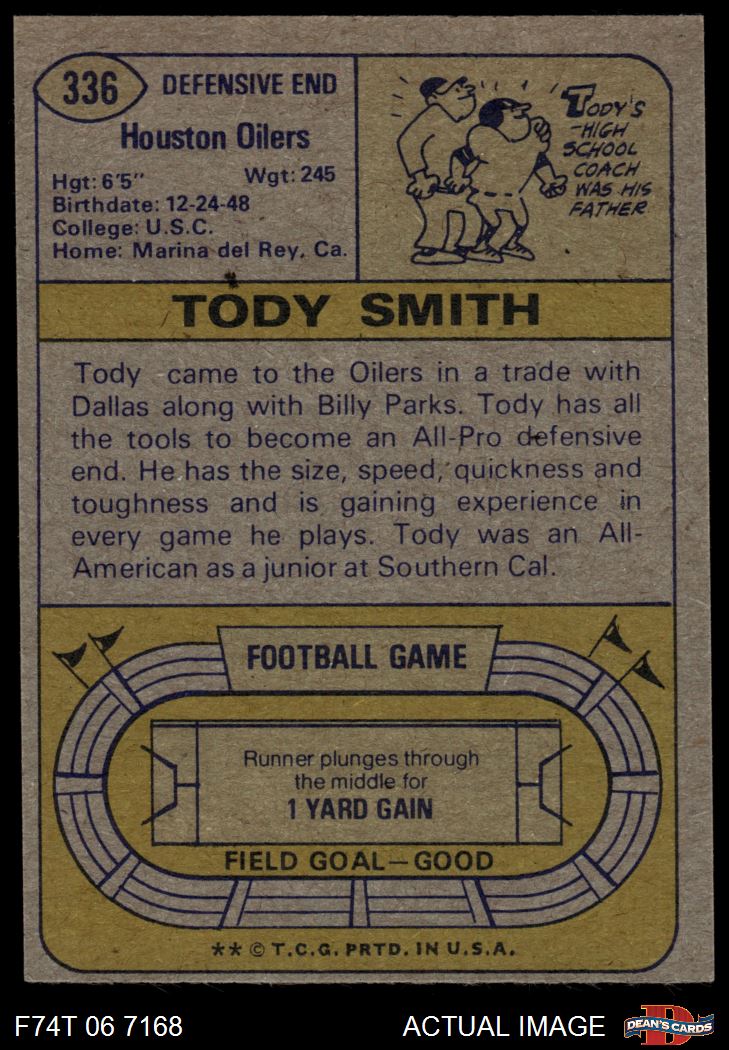 336
DEFENSIVE END
Houston Oilers
Hgt: 6'5" Wgt: 245
Birthdate: 12-24-48
College: U.S.C.
Home: Marina del Rey, Ca.
TODY'S
-HIGH
SCHOOL
COACH
WAS HIS
FATHER
TODY SMITH
Tody came to the Oilers in a trade with
Dallas along with Billy Parks. Tody has all
the tools to become an All-Pro defensive
end. He has the size, speed, quickness and
toughness and is gaining experience in
every game he plays. Tody was an All-
American as a junior at Southern Cal.
FOOTBALL GAME
Runner plunges through
the middle for
1 YARD GAIN
FIELD GOAL—GOOD
** © T.C.G. PRTD. IN U.S.A.
F74T 06 7168 ACTUAL IMAGE
D
DEAN'S CARDS